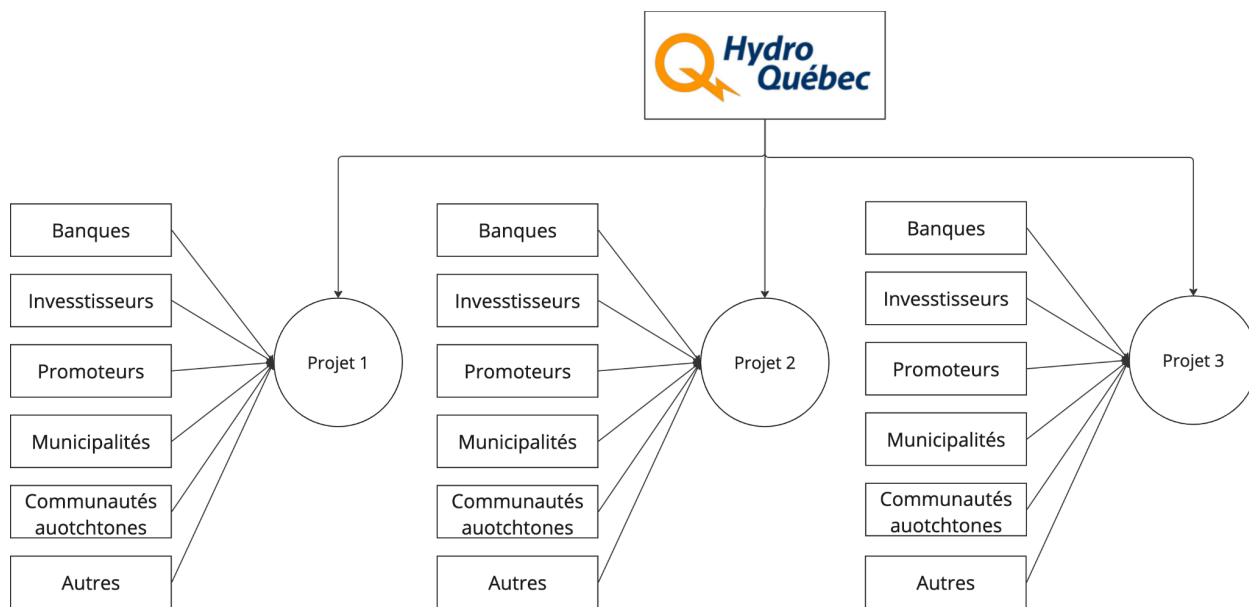 Hydro
Québec
Banques
Invesstisseurs
Promoteurs
Municipalités
Communautés
auotchtones
Autres
Projet 1
Banques
Invesstisseurs
Promoteurs
Municipalités
Communautés
auotchtones
Autres
Projet 2
Banques
Invesstisseurs
Promoteurs
Municipalités
Communautés
auotchtones
Autres
Projet 3